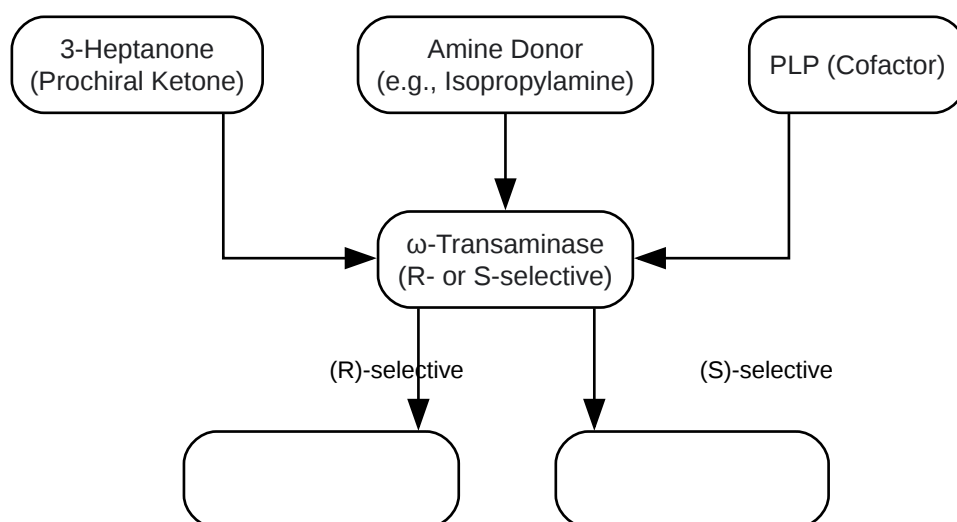 3-Heptanone
(Prochiral Ketone)
Amine Donor
(e.g., Isopropylamine)
PLP (Cofactor)
ω-Transaminase
(R- or S-selective)
(R)-selective
(S)-selective